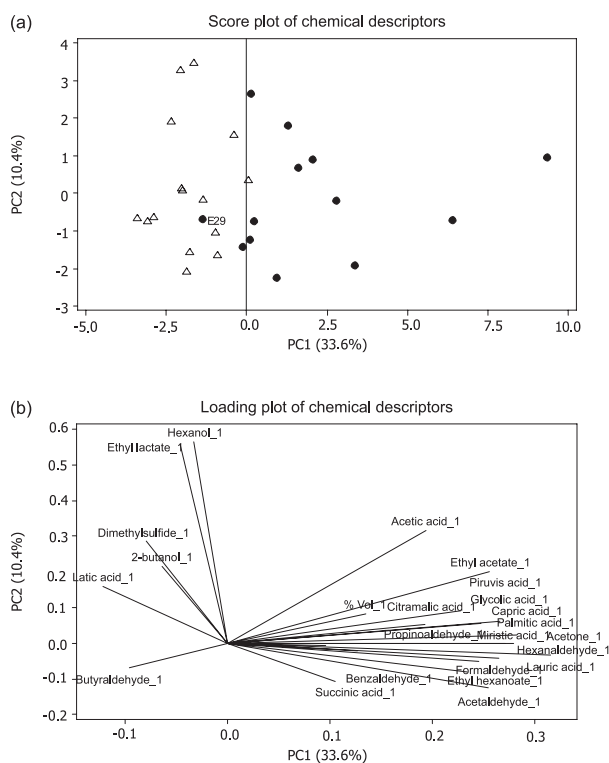 (a)
Score plot of chemical descriptors
4
3
2
1
0
-1
-2
-3
PC2 (10.4%)
E29
-5.0
-2.5
0.0
2.5
5.0
7.5
10.0
PC1 (33.6%)
(b)
Loading plot of chemical descriptors
0.6
0.5
0.4
0.3
0.2
0.1
0.0
-0.1
-0.2
PC2 (10.4%)
Hexanol_1
Ethyl lactate_1
Acetic acid_1
Dimethylsulfide_1
2-butanol_1
Ethyl acetate_1
Latic acid_1
Piruvis acid_1
Glycolic acid_1
% Vol_1
Citramalic acid_1
Capric acid_1
Palmitic acid_1
Propinoaldehyde_1
Miristic acid_1
Acetone_1
Hexanaldehyde_1
Butyraldehyde_1
Benzaldehyde_1
Formaldehyde_1
Lauric acid_1
Succinic acid_1
Ethyl hexanoate_1
Acetaldehyde_1
-0.1
0.0
0.1
0.2
0.3
PC1 (33.6%)